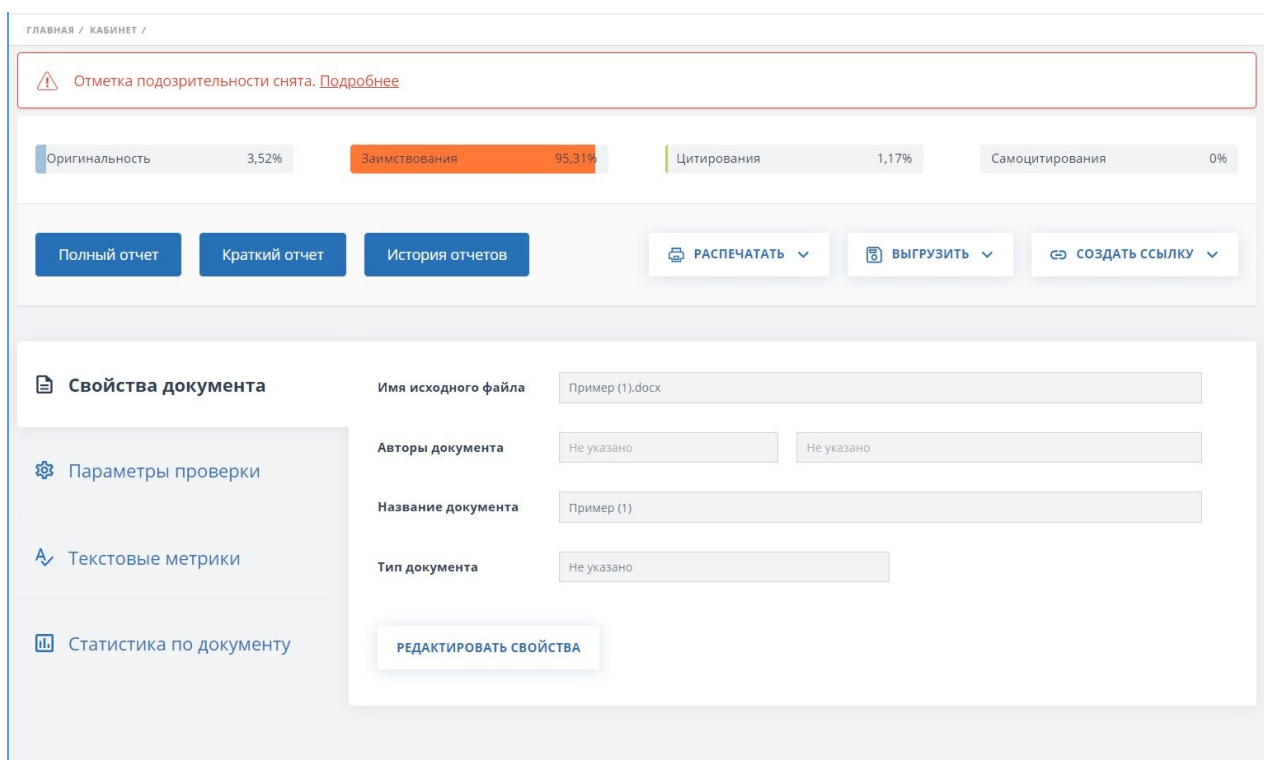 ГЛАВНАЯ / КАБИНЕТ /
Отметка подозрительности снята. Подробнее
Оригинальность 3,52% Заимствования 95,31% Цитирования 1,17% Самоцитирования 0%
Полный отчет Краткий отчет История отчетов РАСПЕЧАТАТЬ ВЫГРУЗИТЬ СОЗДАТЬ ССЫЛКУ
Свойства документа
Параметры проверки
Текстовые метрики
Статистика по документу
Имя исходного файла Пример (1).docx
Авторы документа Не указано Не указано
Название документа Пример (1)
Тип документа Не указано
РЕДАКТИРОВАТЬ СВОЙСТВА